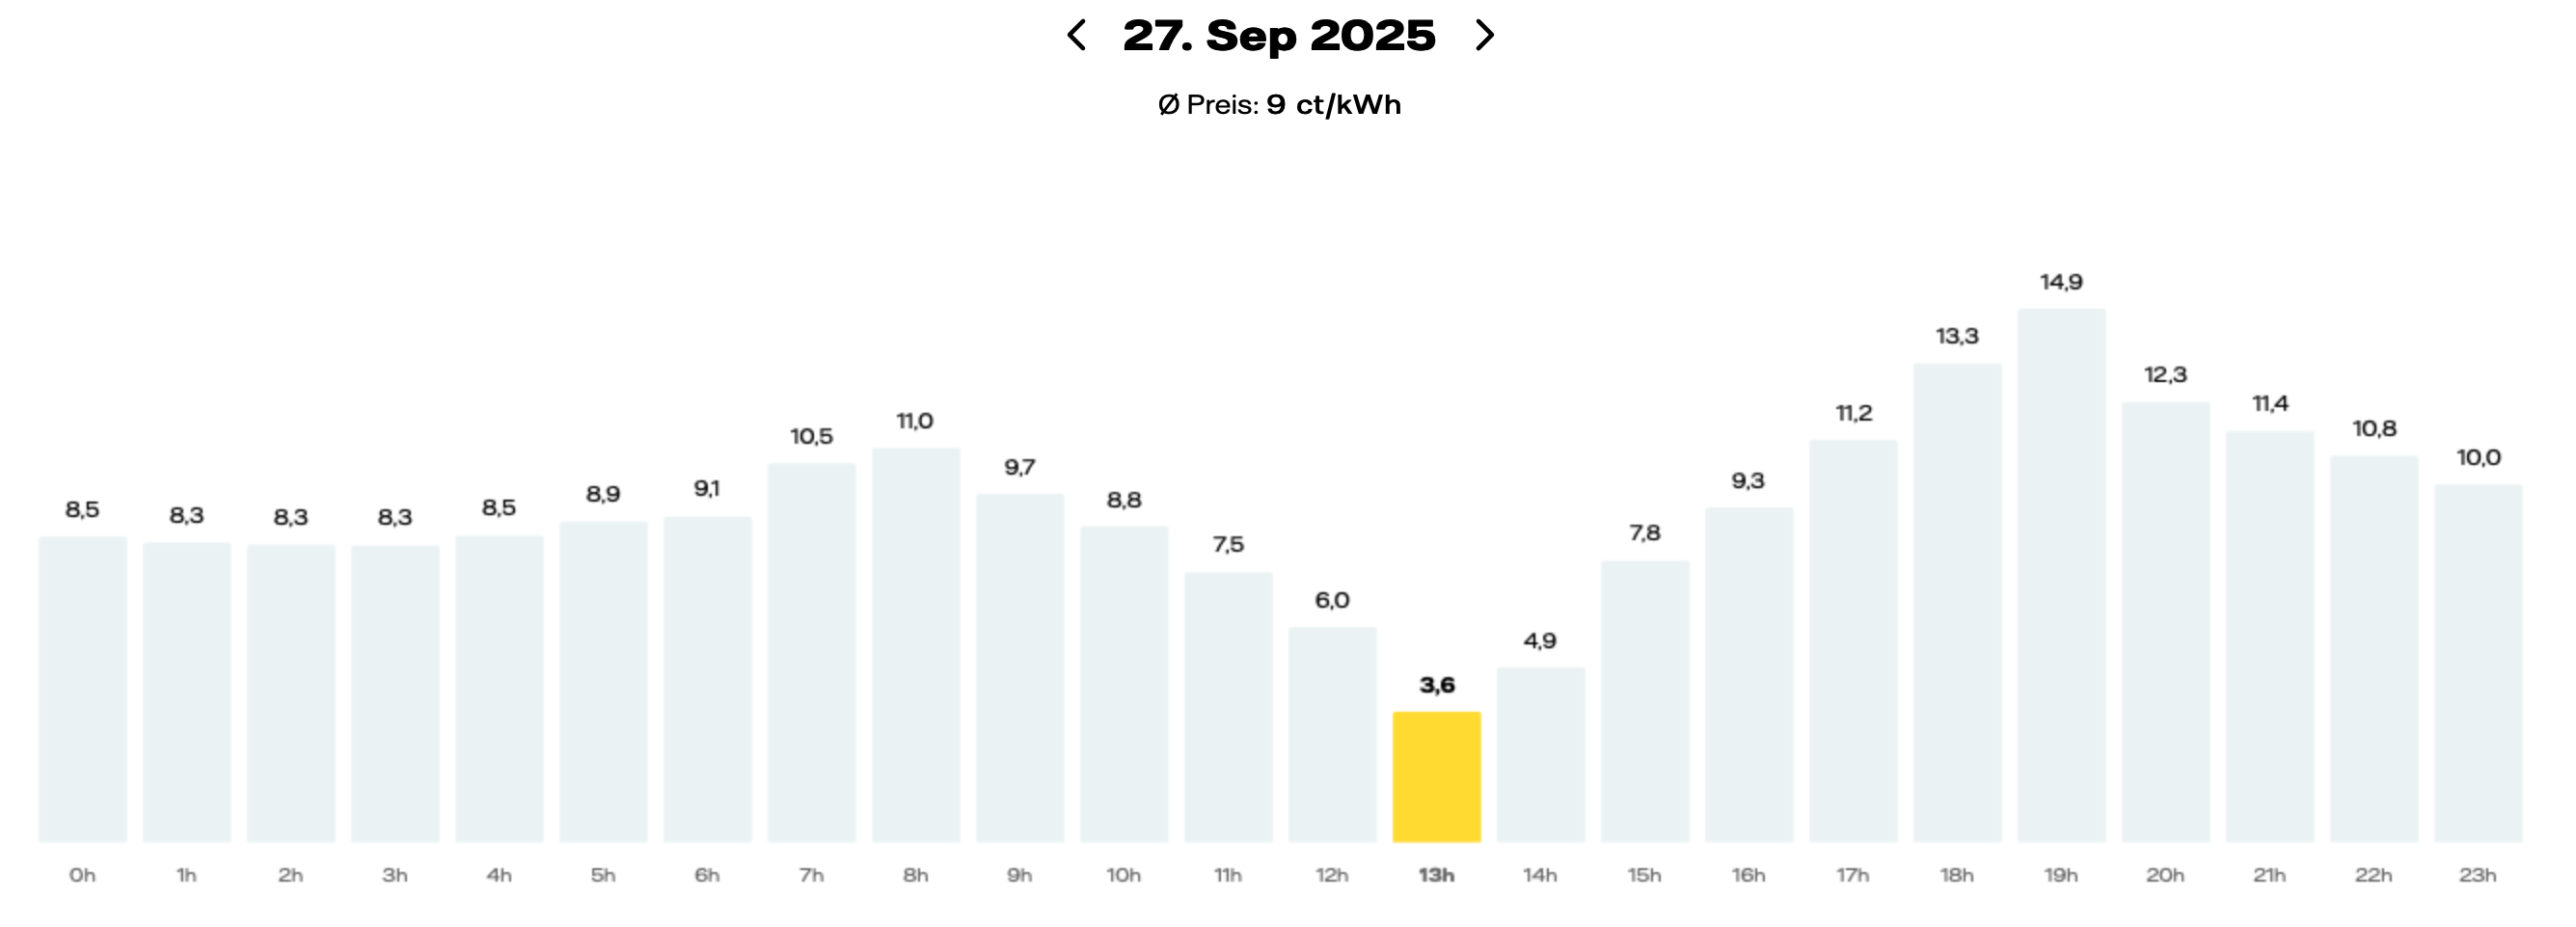 27. Sep 2025
Ø Preis: 9 ct/kWh
8,5 8,3 8,3 8,3 8,5 8,9 9,1 10,5 11,0 9,7 8,8 7,5 6,0 3,6 4,9 7,8 9,3 11,2 13,3 14,9 12,3 11,4 10,8 10,0
0h 1h 2h 3h 4h 5h 6h 7h 8h 9h 10h 11h 12h 13h 14h 15h 16h 17h 18h 19h 20h 21h 22h 23h